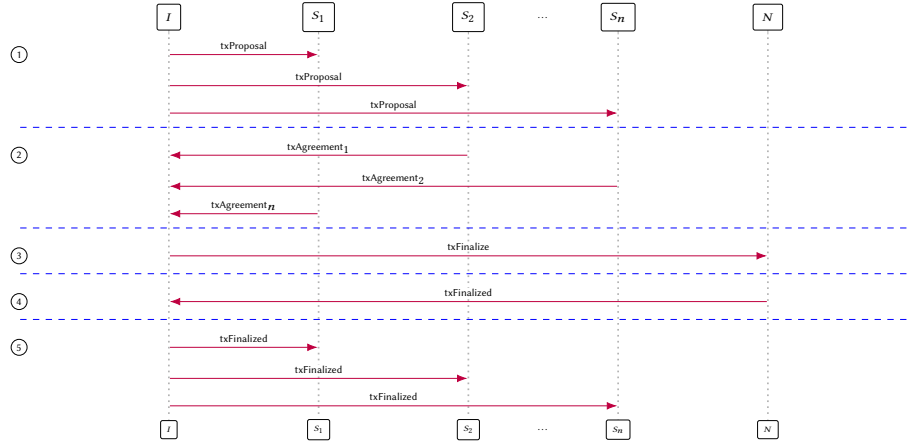 I S₁ S₂ ... Sₙ N
① txProposal
txProposal
txProposal
② txAgreement₁
txAgreement₂
txAgreementₙ
③ txFinalize
④ txFinalized
⑤ txFinalized
txFinalized
txFinalized
I S₁ S₂ ... Sₙ N